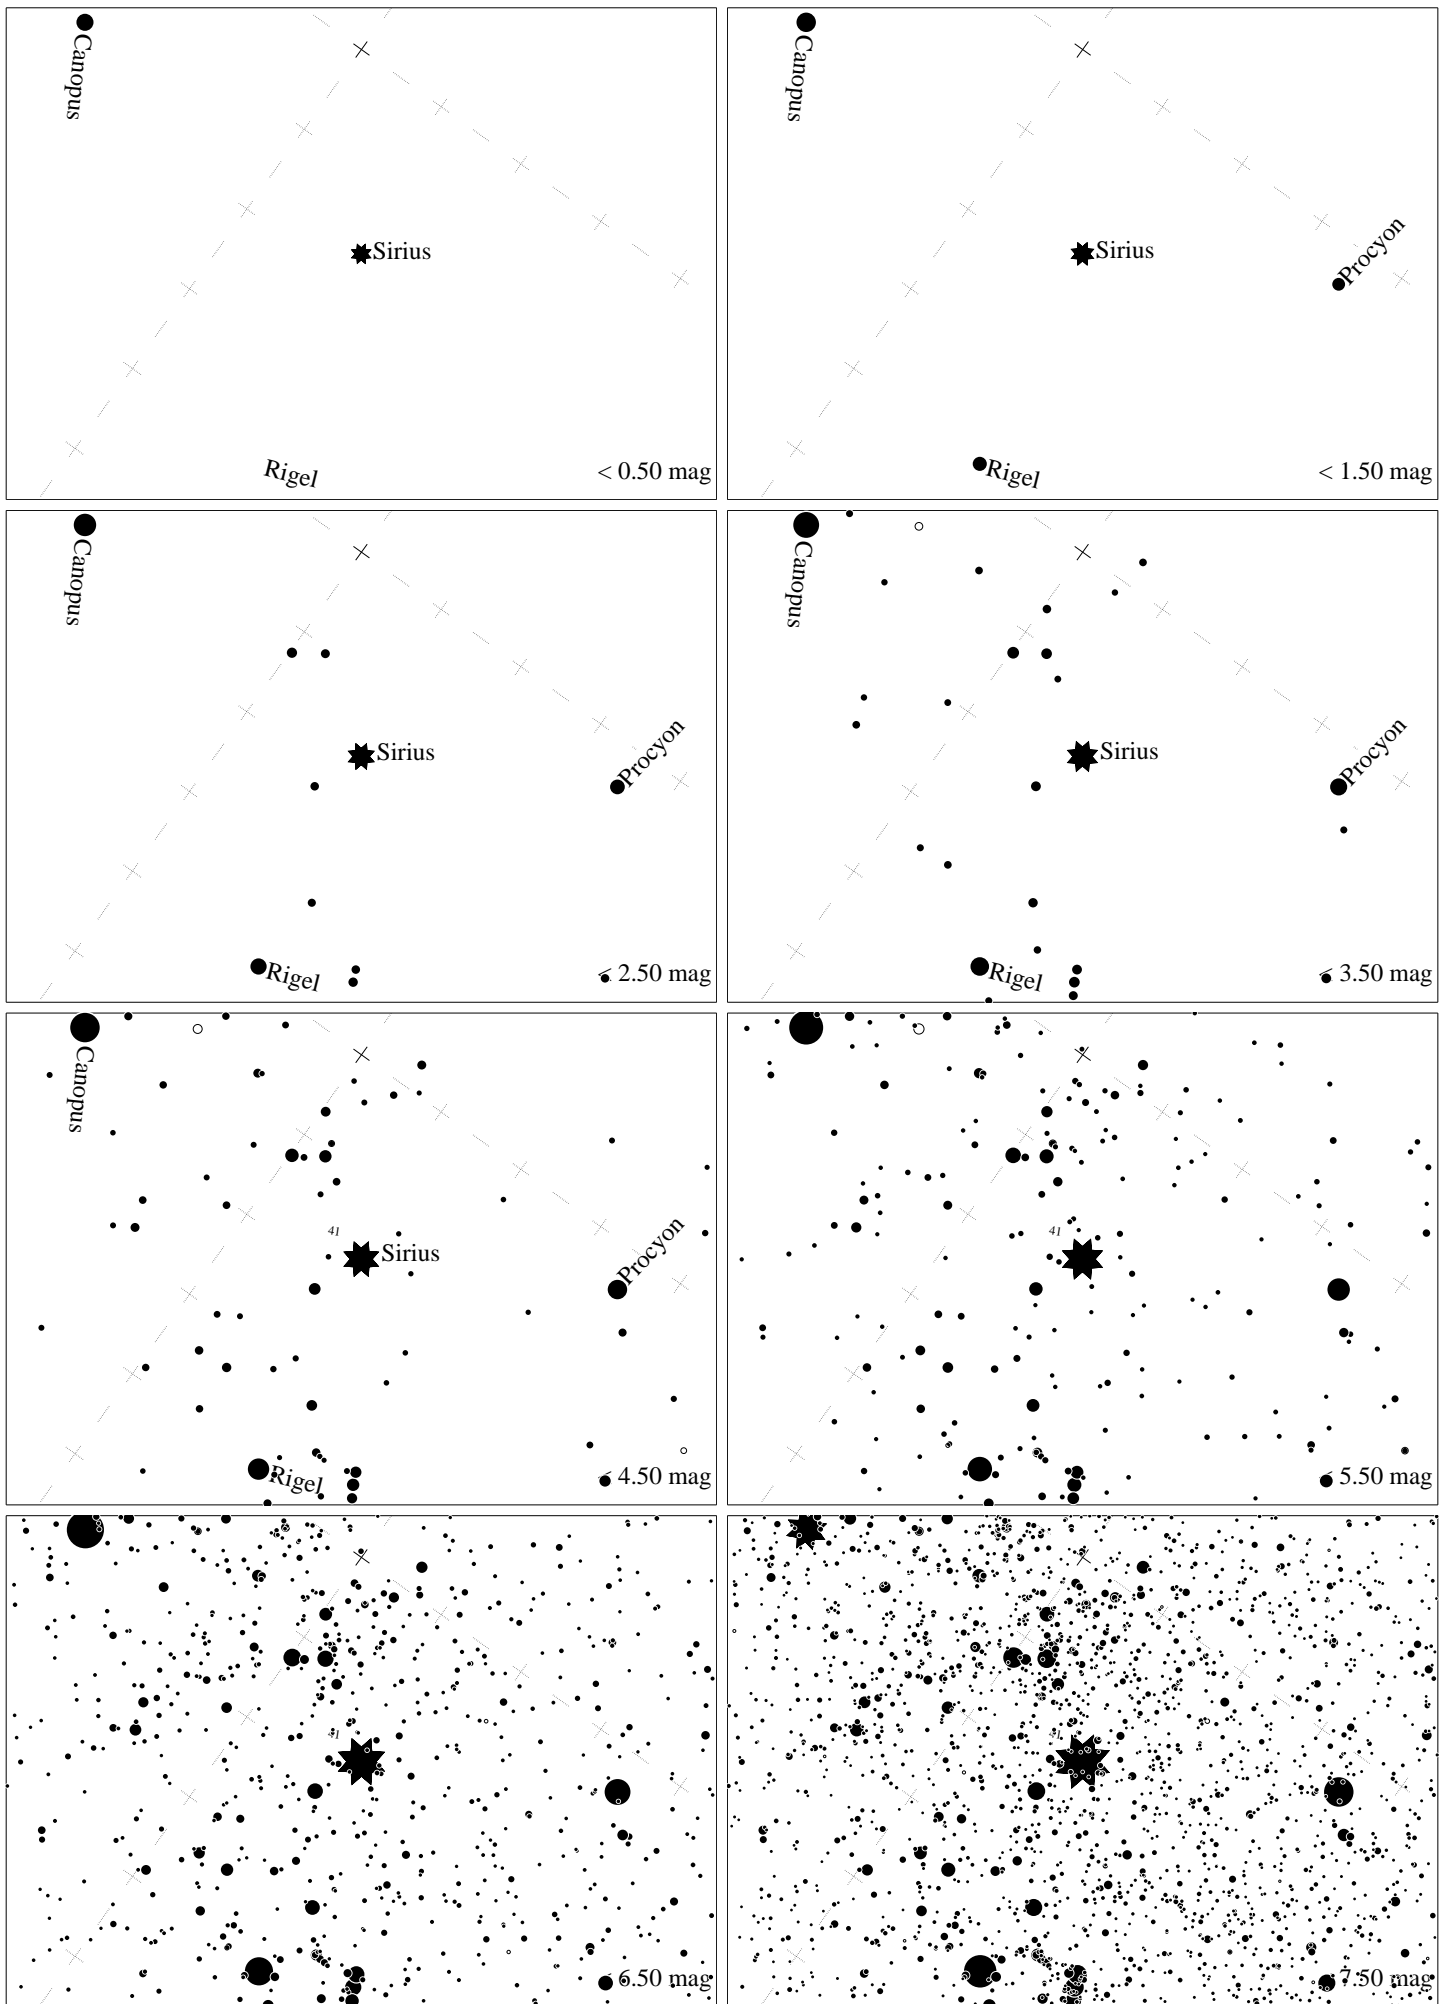 Canopus
Sirius
Rigel
< 0.50 mag
Canopus
Procyon
Sirius
Rigel
< 1.50 mag
Canopus
Procyon
Sirius
Rigel
< 2.50 mag
Canopus
Procyon
Sirius
Rigel
< 3.50 mag
Canopus
41
Procyon
Sirius
Rigel
< 4.50 mag
41
< 5.50 mag
41
< 6.50 mag
< 7.50 mag